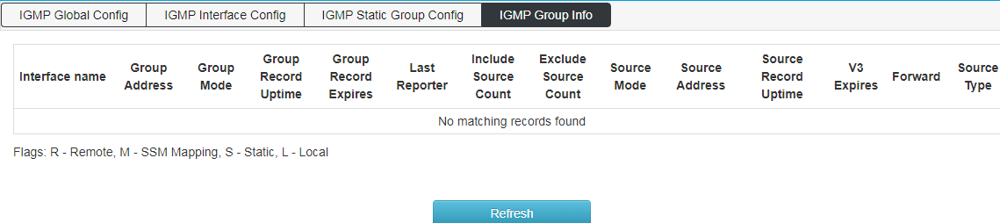 IGMP Global Config IGMP Interface Config IGMP Static Group Config IGMP Group Info
Interface name Group Address Group Mode Group Record Uptime Group Record Expires Last Reporter Include Source Count Exclude Source Count Source Mode Source Address Source Record Uptime V3 Expires Forward Source Type
No matching records found
Flags: R - Remote, M - SSM Mapping, S - Static, L - Local
Refresh